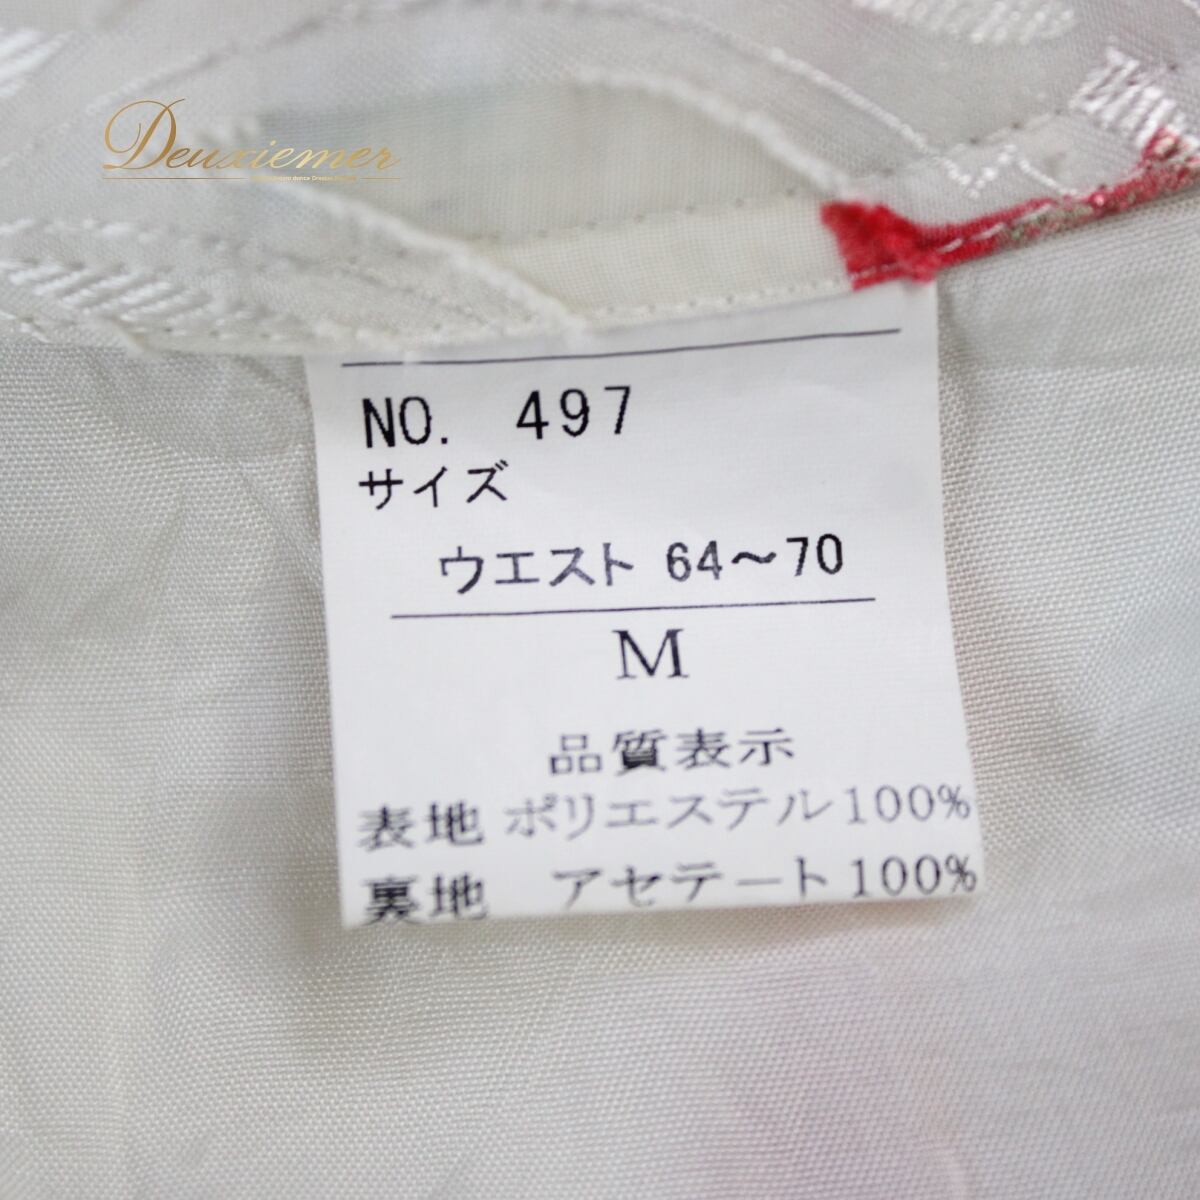 Deuxiemer
NO. 497
サイズ
ウエスト 64〜70
M
品質表示
表地 ポリエステル100%
裏地 アセテート100%